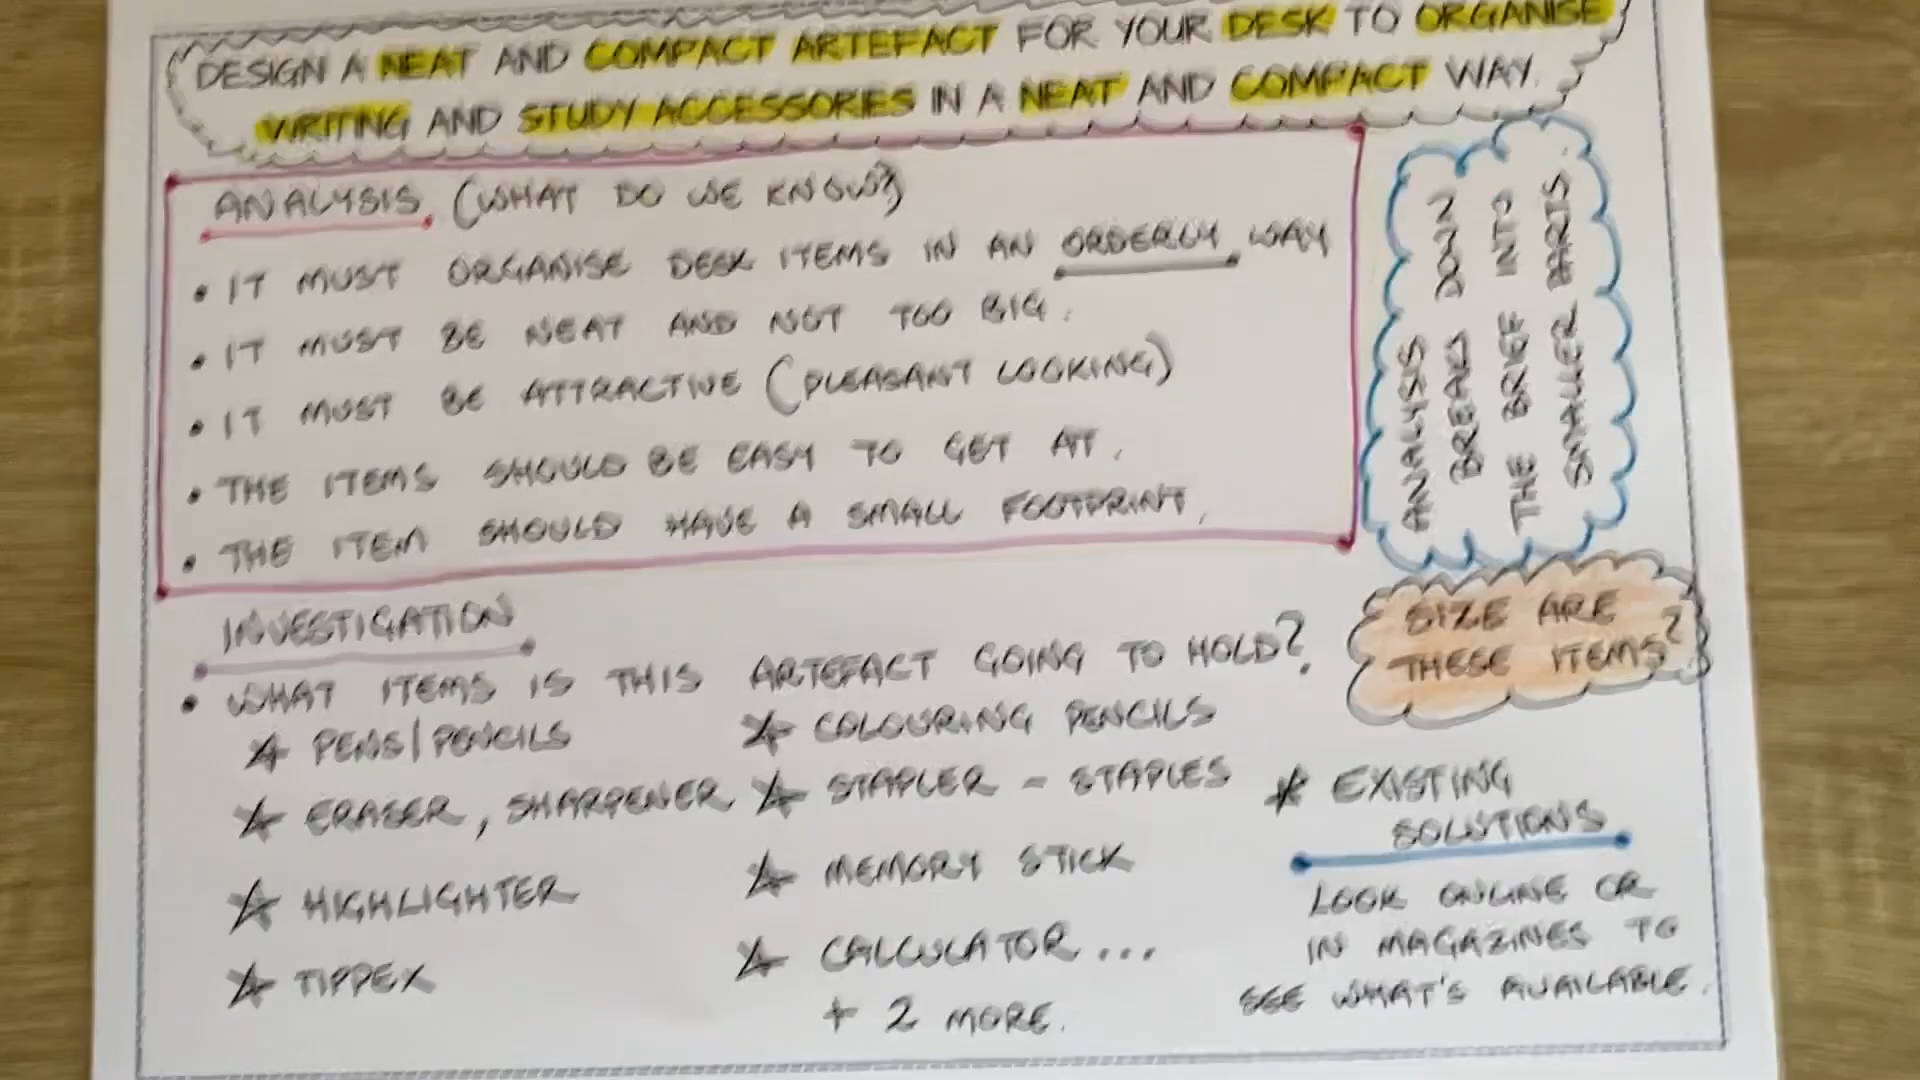 DESIGN A NEAT AND COMPACT ARTEFACT FOR YOUR DESK TO ORGANISE
WRITING AND STUDY ACCESSORIES IN A NEAT AND COMPACT WAY.
ANALYSIS (WHAT DO WE KNOW?)
• IT MUST ORGANISE DESK ITEMS IN AN ORDERLY WAY
• IT MUST BE NEAT AND NOT TOO BIG.
• IT MUST BE ATTRACTIVE (PLEASANT LOOKING)
• THE ITEMS SHOULD BE EASY TO GET AT.
• THE ITEM SHOULD HAVE A SMALL FOOTPRINT.
ANALYSIS
BREAKS DOWN
THE BRIEF INTO
SMALLER PARTS.
INVESTIGATION
• WHAT ITEMS IS THIS ARTEFACT GOING TO HOLD?
SIZE ARE
THESE ITEMS?
☆ PENS/PENCILS
☆ ERASER, SHARPENER
☆ HIGHLIGHTER
☆ TIPPEX
☆ COLOURING PENCILS
☆ STAPLER - STAPLES
☆ MEMORY STICK
☆ CALCULATOR...
+ 2 MORE.
* EXISTING
SOLUTIONS
LOOK ONLINE OR
IN MAGAZINES TO
SEE WHAT'S AVAILABLE.